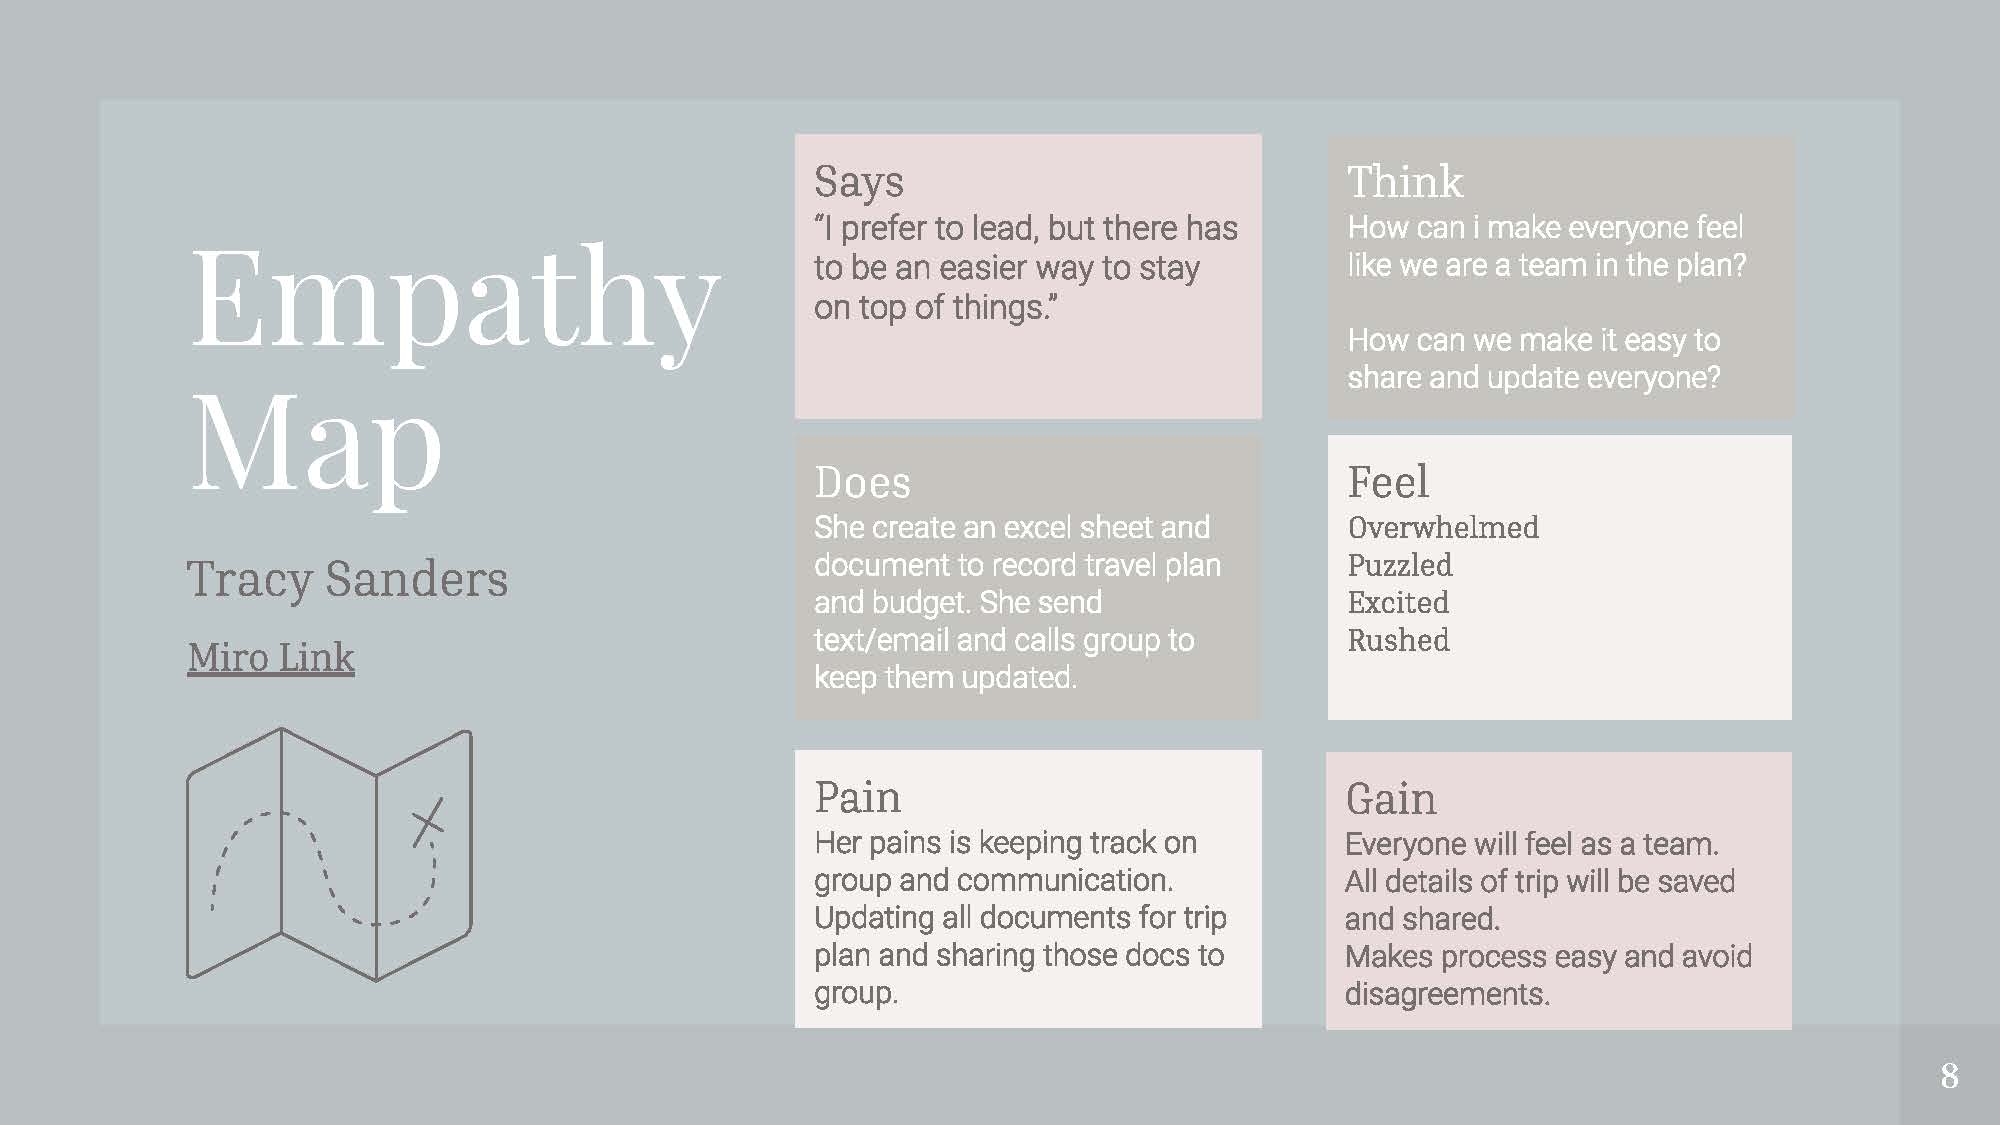 Empathy
Map
Tracy Sanders
Miro Link
Says
“I prefer to lead, but there has
to be an easier way to stay
on top of things.”
Think
How can i make everyone feel
like we are a team in the plan?
How can we make it easy to
share and update everyone?
Does
She create an excel sheet and
document to record travel plan
and budget. She send
text/email and calls group to
keep them updated.
Feel
Overwhelmed
Puzzled
Excited
Rushed
Pain
Her pains is keeping track on
group and communication.
Updating all documents for trip
plan and sharing those docs to
group.
Gain
Everyone will feel as a team.
All details of trip will be saved
and shared.
Makes process easy and avoid
disagreements.
8